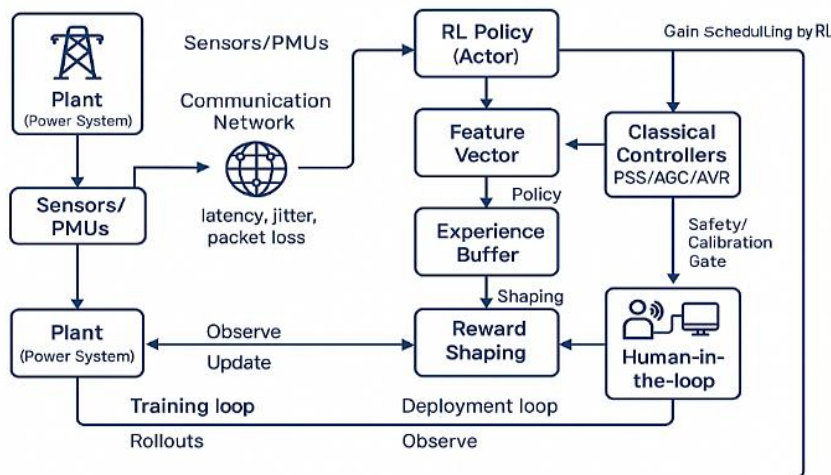 Sensors/PMUs
RL Policy
(Actor)
Gain Schedulling by RL
Plant
(Power System)
Communication
Network
Feature
Vector
Classical
Controllers
PSS/AGC/AVR
Sensors/
PMUs
latency, jitter,
packet loss
Policy
Experience
Buffer
Safety/
Calibration
Gate
Shaping
Plant
(Power System)
Observe
Update
Reward
Shaping
Human-in-
the-loop
Training loop
Deployment loop
Rollouts
Observe